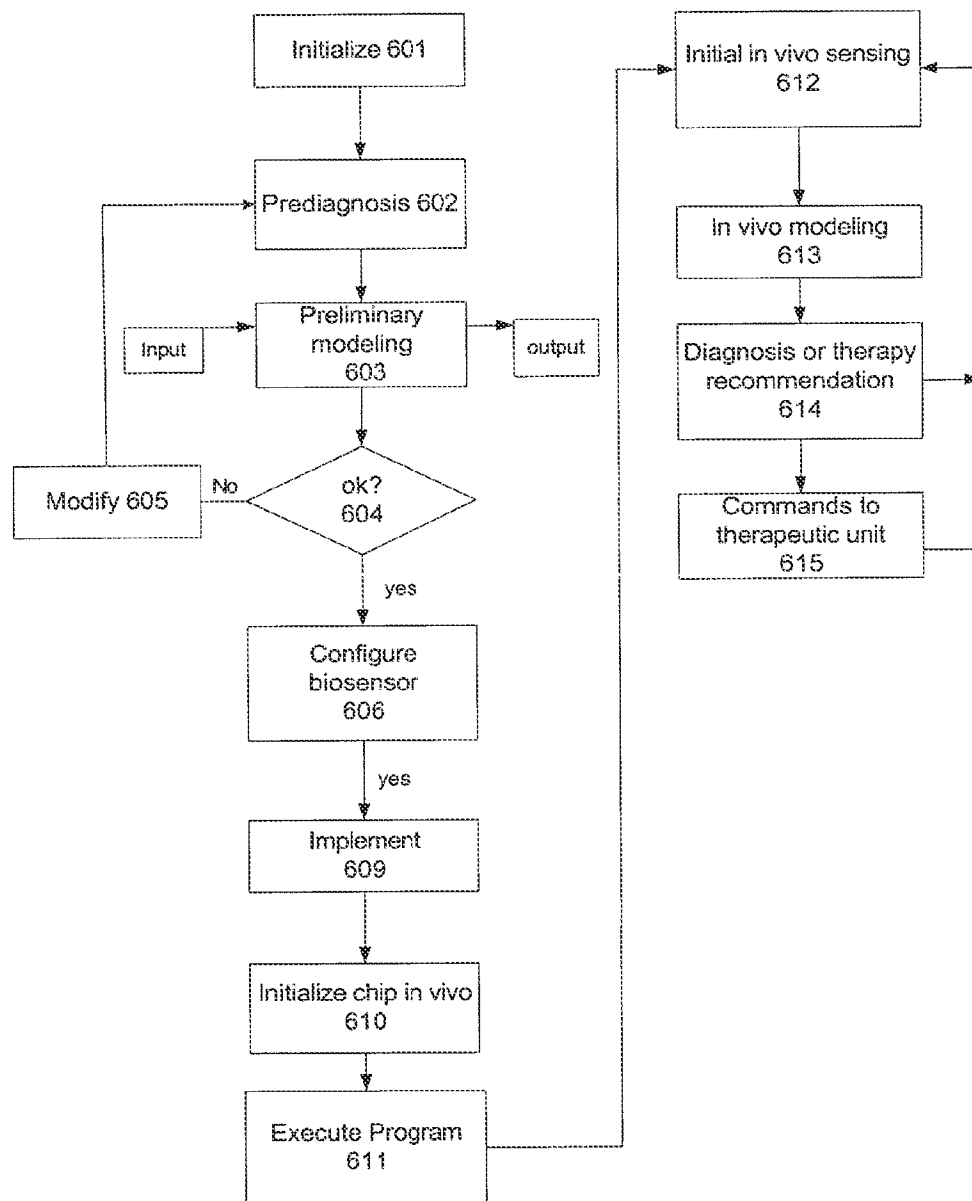 Initialize 601
Prediagnosis 602
Input
Preliminary
modeling
603
output
ok?
604
No
Modify 605
yes
Configure
biosensor
606
yes
Implement
609
Initialize chip in vivo
610
Execute Program
611
Initial in vivo sensing
612
In vivo modeling
613
Diagnosis or therapy
recommendation
614
Commands to
therapeutic unit
615